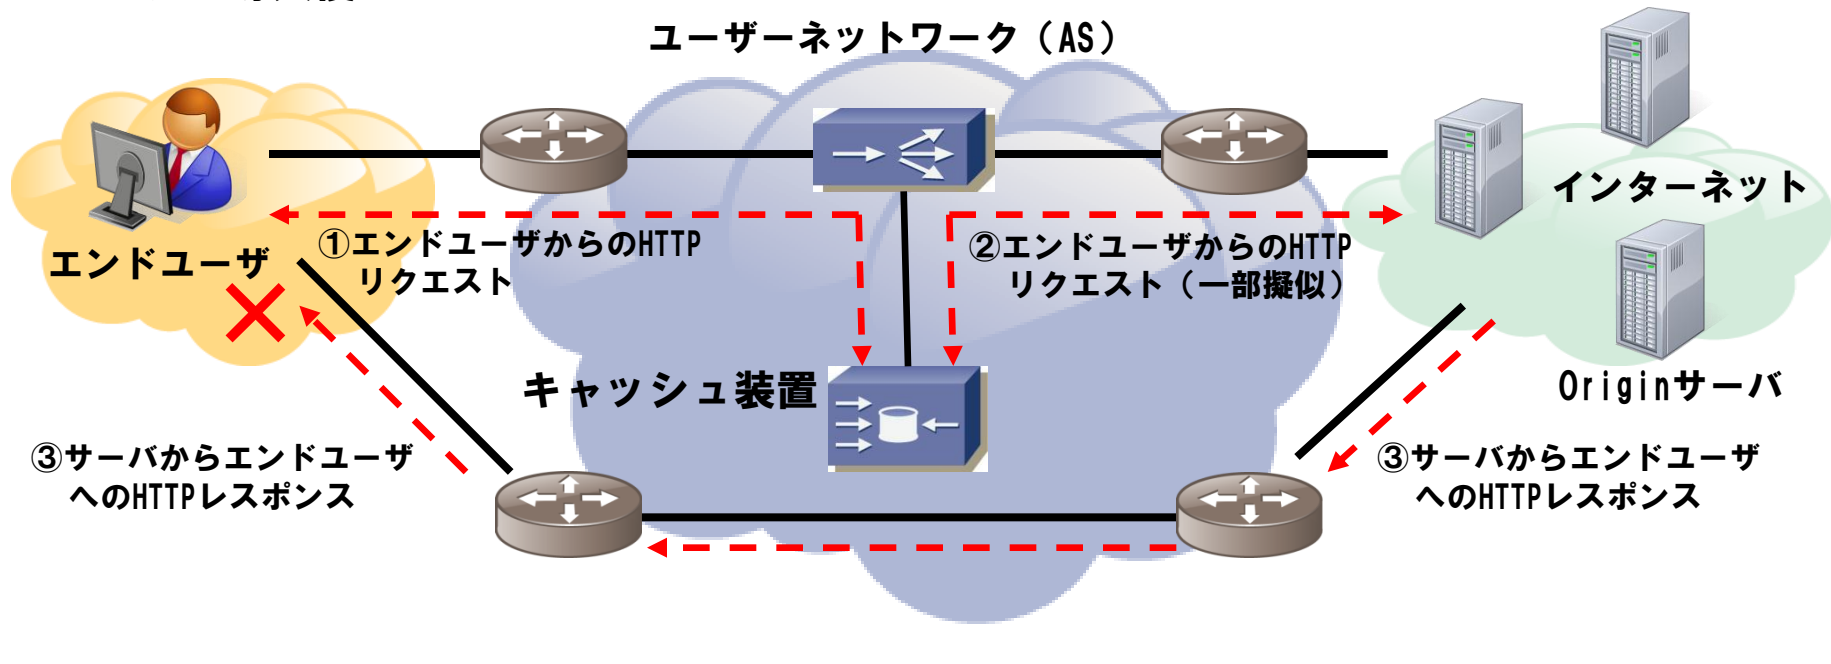 ユーザーネットワーク（AS）
インターネット
エンドユーザ
①エンドユーザからのHTTP
リクエスト
②エンドユーザからのHTTP
リクエスト（一部擬似）
キャッシュ装置
Originサーバ
③サーバからエンドユーザ
へのHTTPレスポンス
③サーバからエンドユーザ
へのHTTPレスポンス